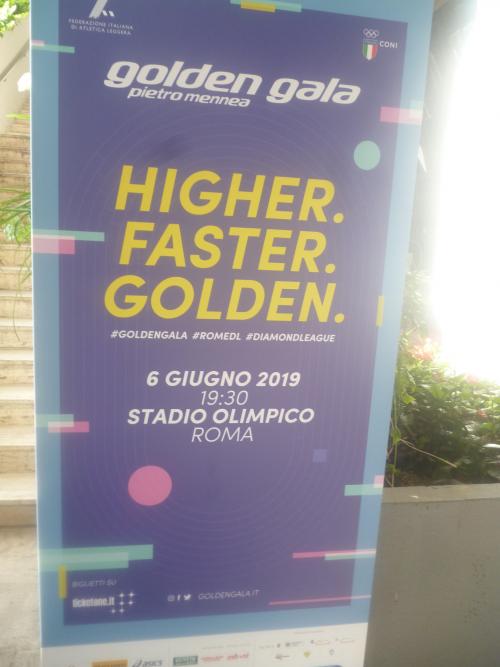 FEDERAZIONE ITALIANA
DI ATLETICA LEGGERA
CONI
golden gala
pietro mennea
HIGHER.
FASTER.
GOLDEN.
#GOLDENGALA #ROMEDL #DIAMONDLEAGUE
6 GIUGNO 2019
19:30
STADIO OLIMPICO
ROMA
BIGLIETTI SU
ticketone.it
GOLDENGALA.IT
asics